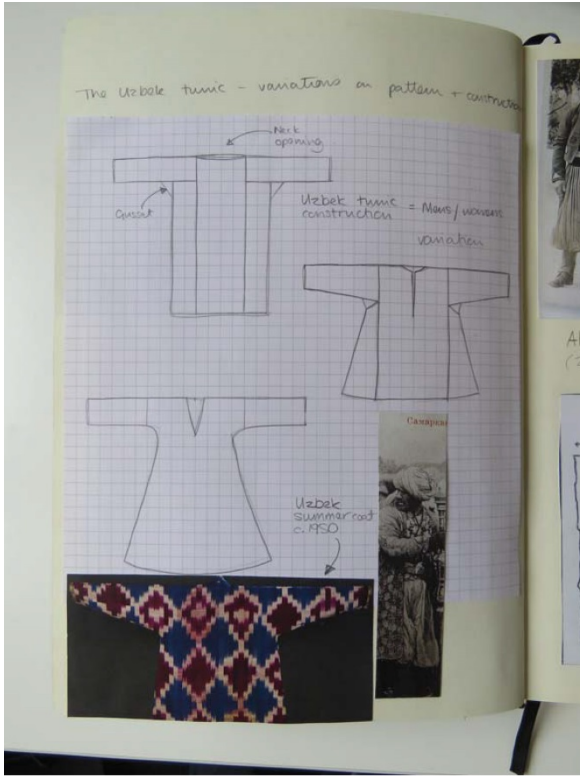 The Uzbek tunic - variations on pattern + construction
Neck
opening
Gusset
Uzbek tunic
construction = Mens/womens
variation
Uzbek
summer coat
c.1950
Самарка